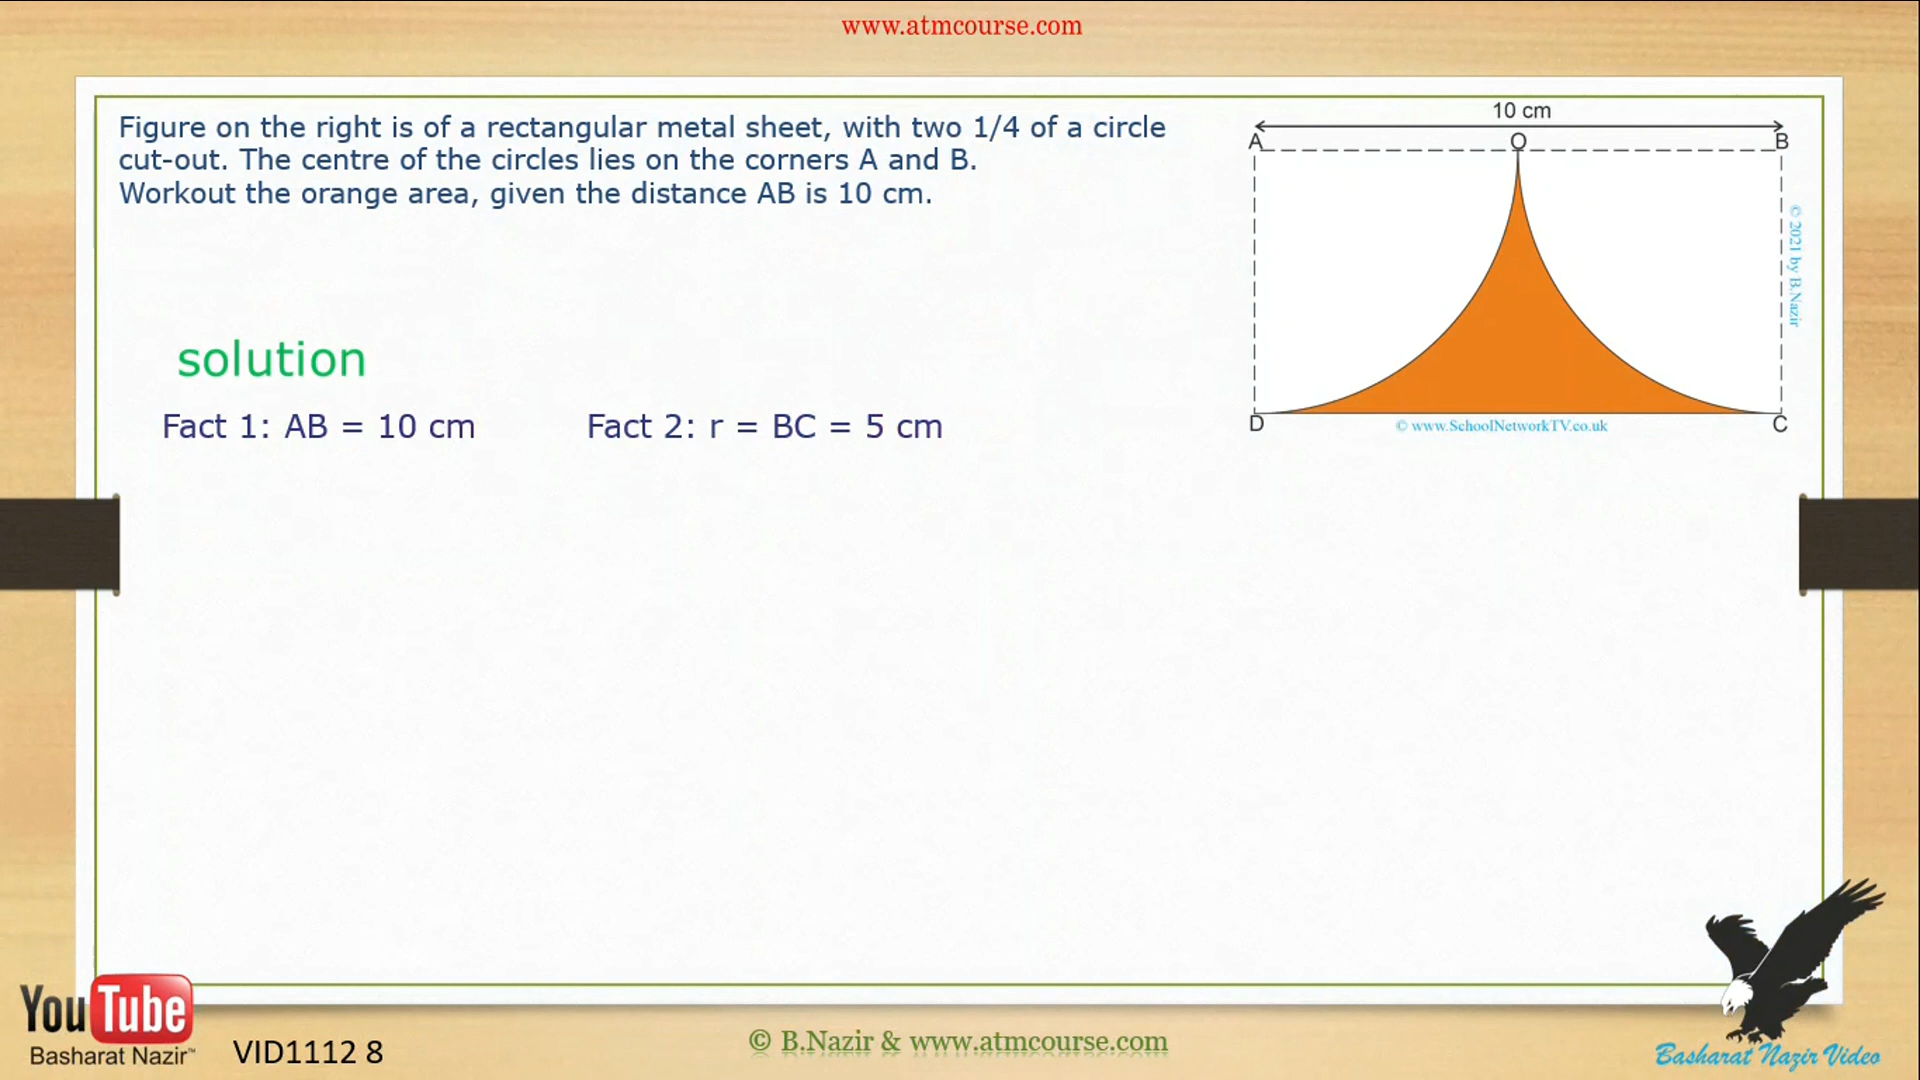 www.atmcourse.com
Figure on the right is of a rectangular metal sheet, with two 1/4 of a circle
cut-out. The centre of the circles lies on the corners A and B.
Workout the orange area, given the distance AB is 10 cm.
10 cm
A O B
© 2021 by B.Nazir
D C
© www.SchoolNetworkTV.co.uk
solution
Fact 1: AB = 10 cm Fact 2: r = BC = 5 cm
YouTube
Basharat Nazir™
VID1112 8
© B.Nazir & www.atmcourse.com
Basharat Nazir Video